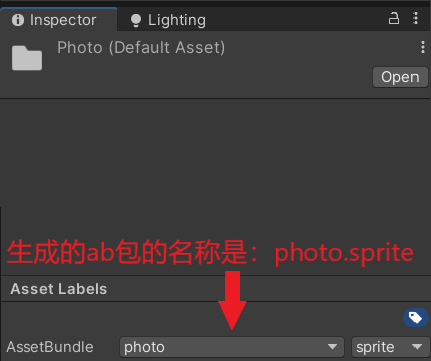 Inspector Lighting
Photo (Default Asset)
Open
生成的ab包的名称是：photo.sprite
Asset Labels
AssetBundle photo sprite